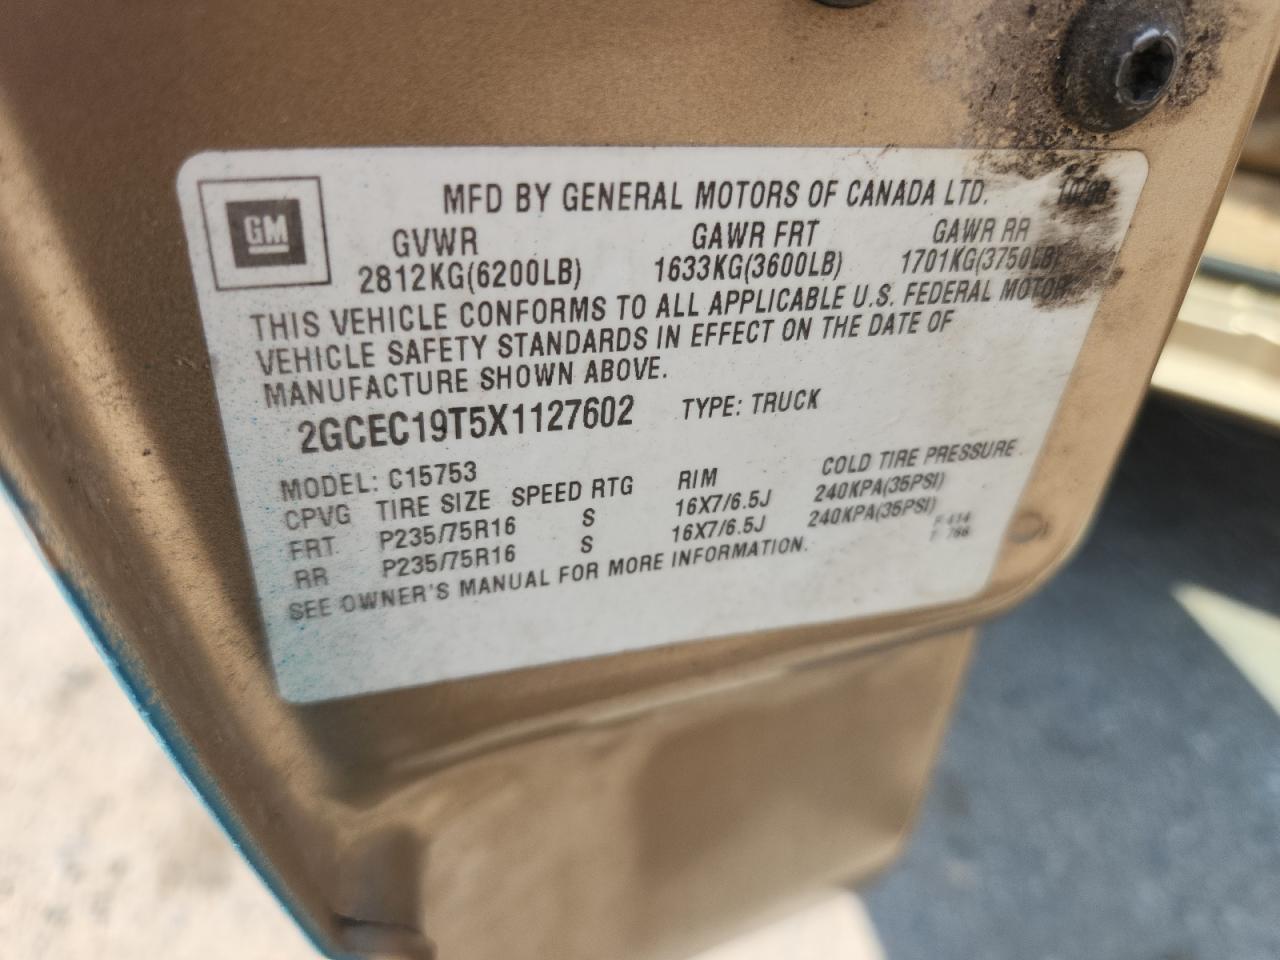 GM
MFD BY GENERAL MOTORS OF CANADA LTD. 10/98
GVWR GAWR FRT GAWR RR
2812KG(6200LB) 1633KG(3600LB) 1701KG(3750LB)
THIS VEHICLE CONFORMS TO ALL APPLICABLE U.S. FEDERAL MOTOR
VEHICLE SAFETY STANDARDS IN EFFECT ON THE DATE OF
MANUFACTURE SHOWN ABOVE.
2GCEC19T5X1127602 TYPE: TRUCK
MODEL: C15753
CPVG TIRE SIZE SPEED RTG RIM COLD TIRE PRESSURE
FRT P235/75R16 S 16X7/6.5J 240KPA(35PSI)
RR P235/75R16 S 16X7/6.5J 240KPA(35PSI)
SEE OWNER'S MANUAL FOR MORE INFORMATION.